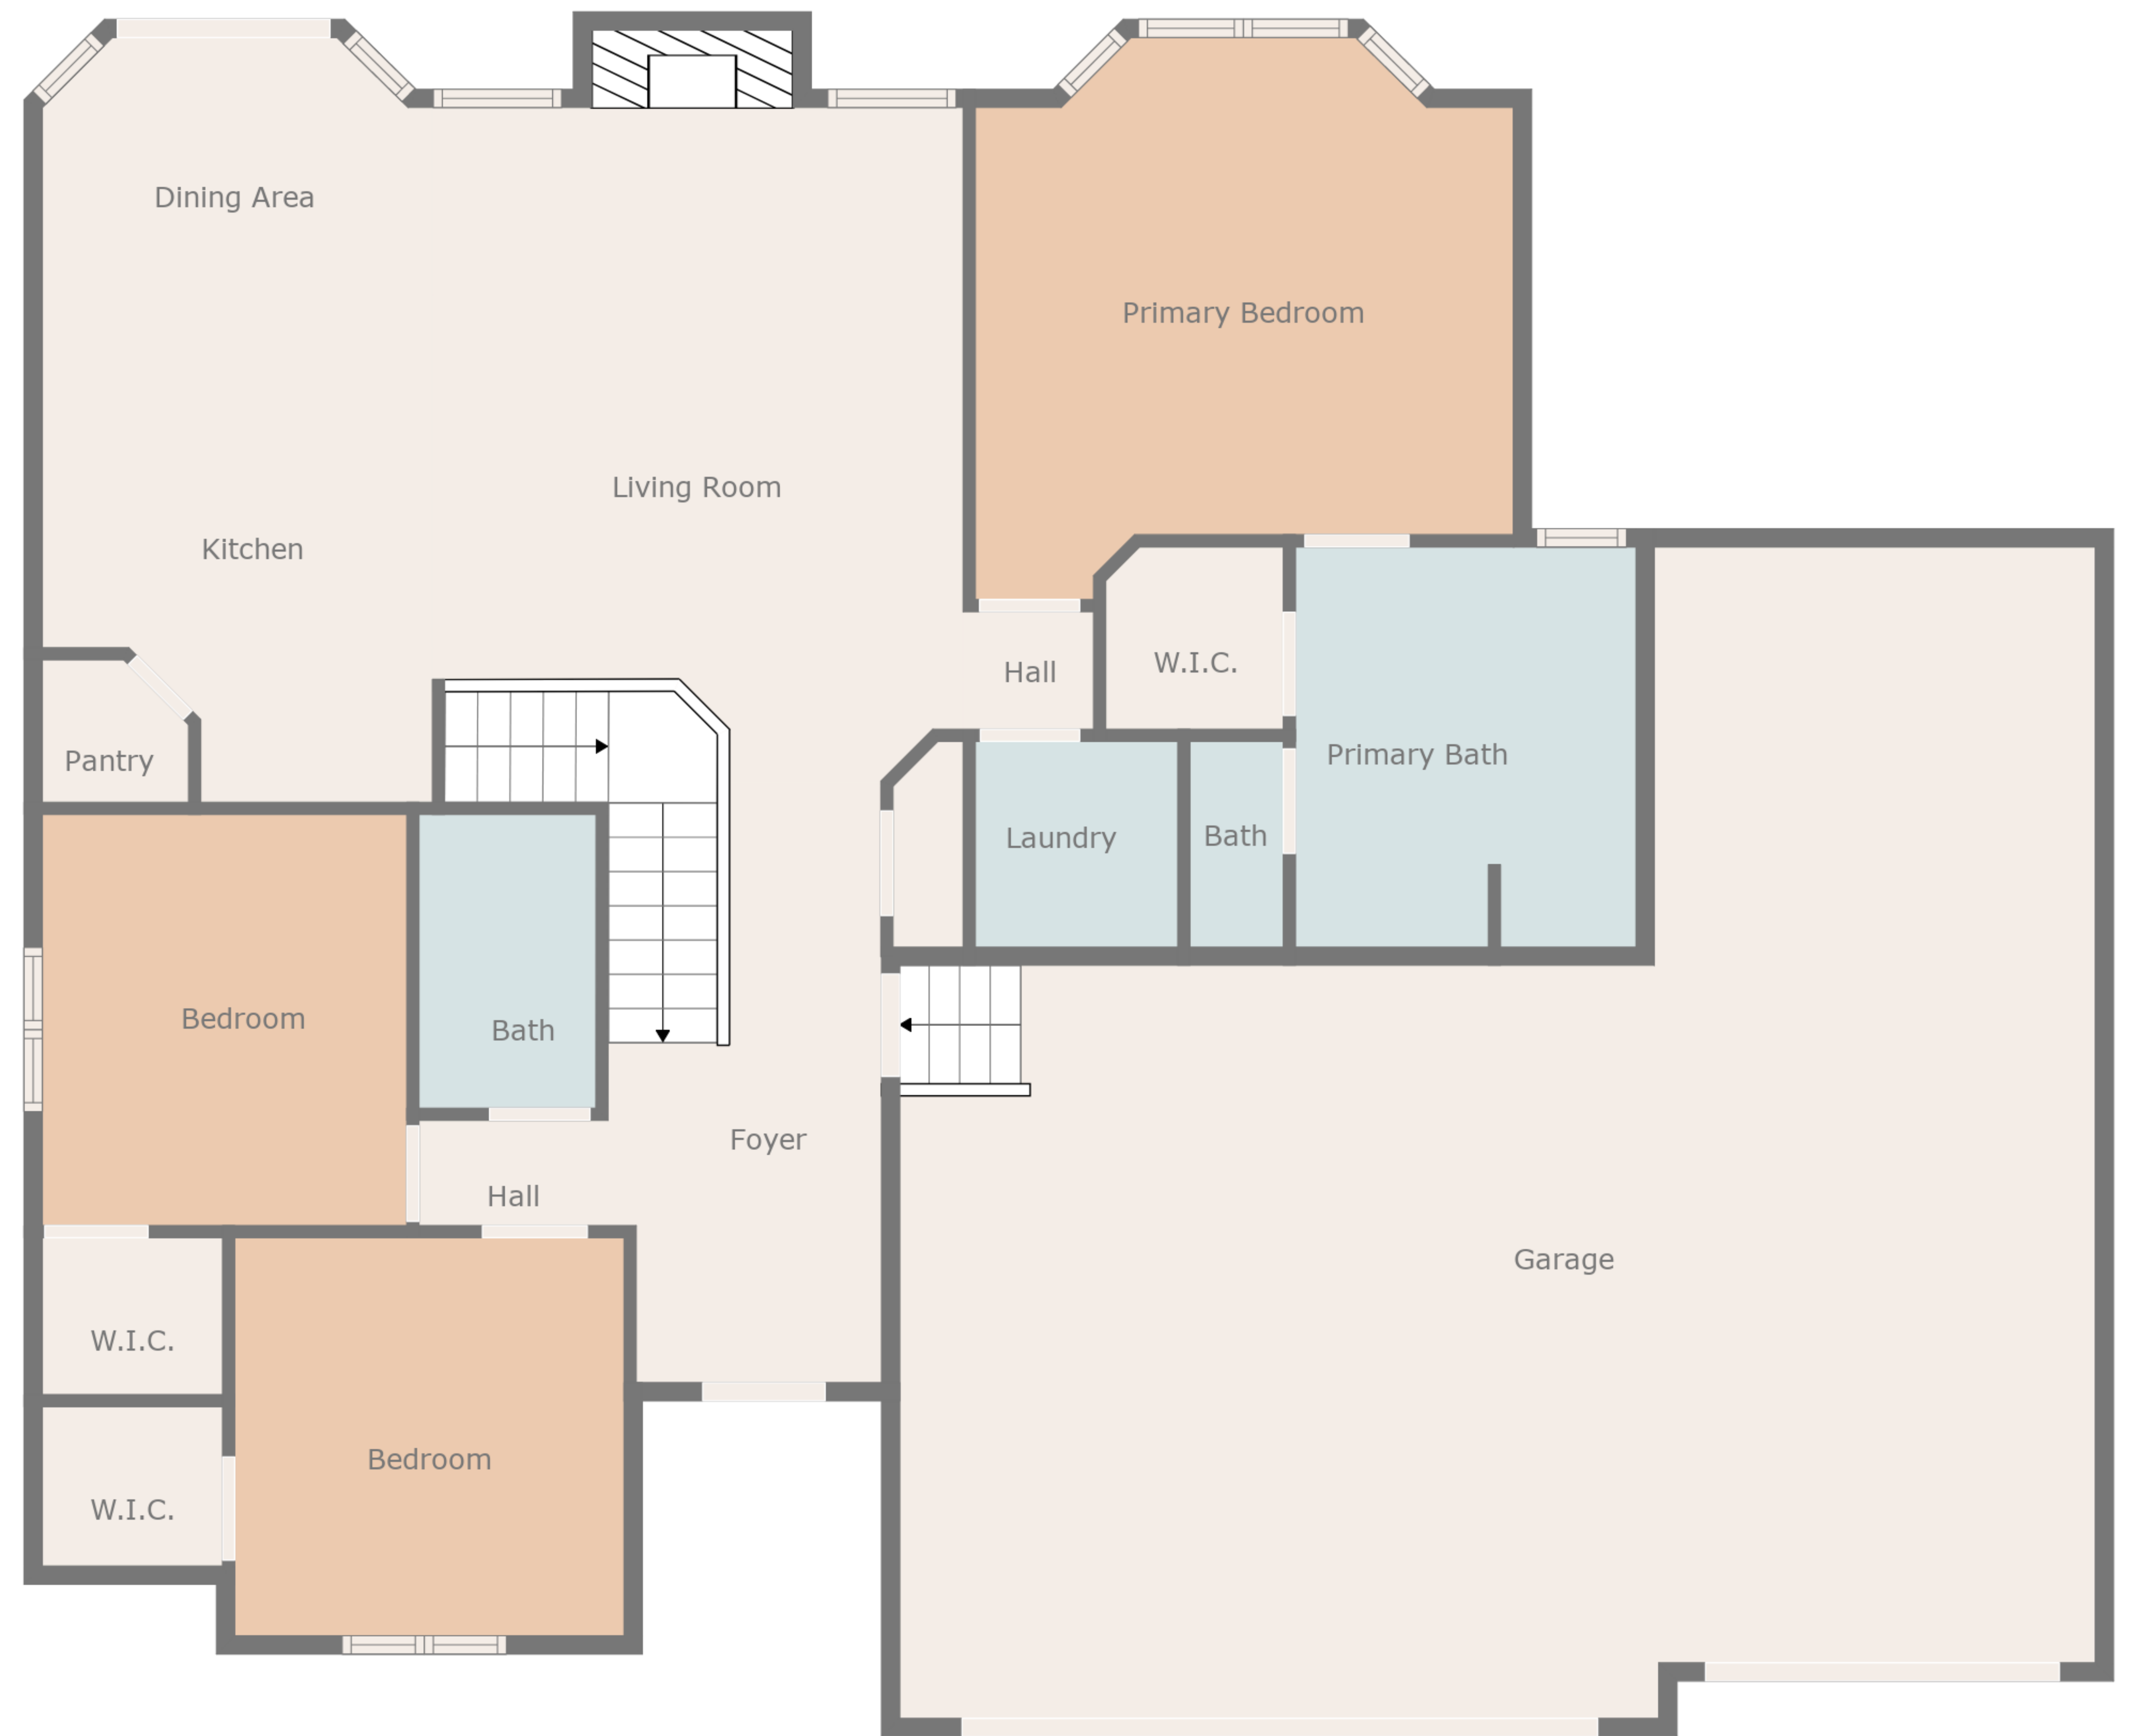 Dining Area
Primary Bedroom
Living Room
Kitchen
Hall
W.I.C.
Pantry
Primary Bath
Laundry
Bath
Bedroom
Bath
Foyer
Hall
Garage
W.I.C.
Bedroom
W.I.C.